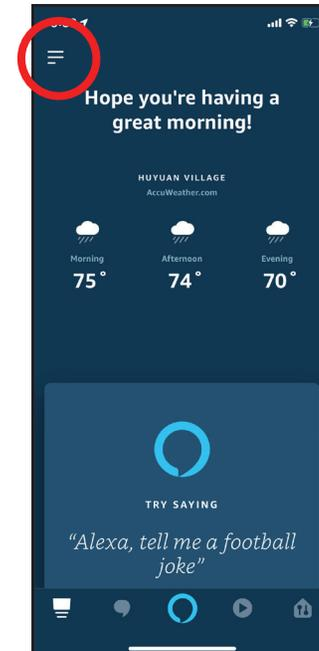 Hope you're having a
great morning!
HUYUAN VILLAGE
AccuWeather.com
Morning Afternoon Evening
75° 74° 70°
TRY SAYING
“Alexa, tell me a football
joke”